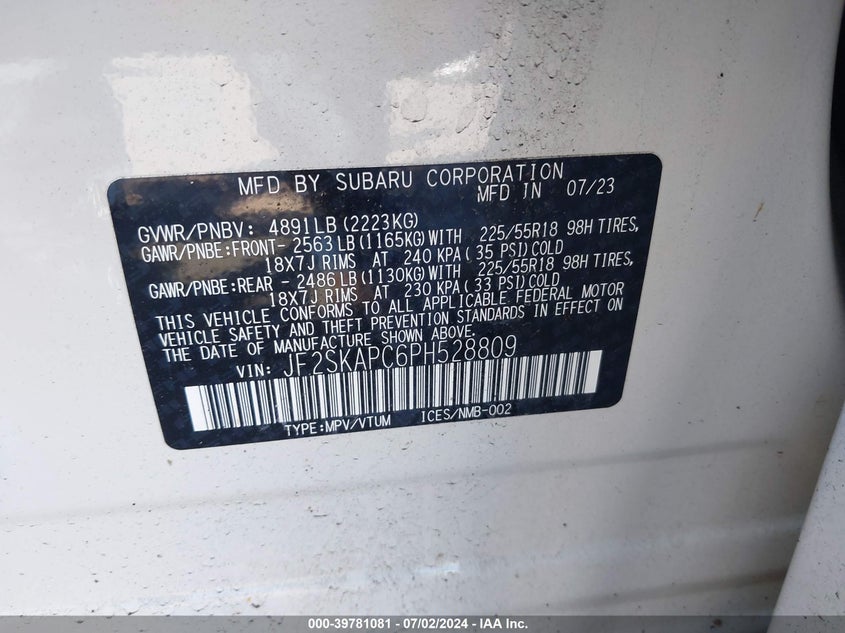 MFD BY SUBARU CORPORATION
MFD IN 07/23
GVWR/PNBV: 4891LB (2223KG)
GAWR/PNBE:FRONT- 2563LB (1165KG)WITH 225/55R18 98H TIRES,
18X7J RIMS AT 240 KPA (35 PSI)COLD
GAWR/PNBE:REAR - 2486LB (1130KG)WITH 225/55R18 98H TIRES,
18X7J RIMS AT 230 KPA (33 PSI)COLD
THIS VEHICLE CONFORMS TO ALL APPLICABLE FEDERAL MOTOR
VEHICLE SAFETY AND THEFT PREVENTION STANDARDS IN EFFECT ON
THE DATE OF MANUFACTURE SHOWN ABOVE.
VIN: JF2SKAPC6PH528809
TYPE:MPV/VTUM ICES/NMB-002
000-39781081 - 07/02/2024 - IAA Inc.